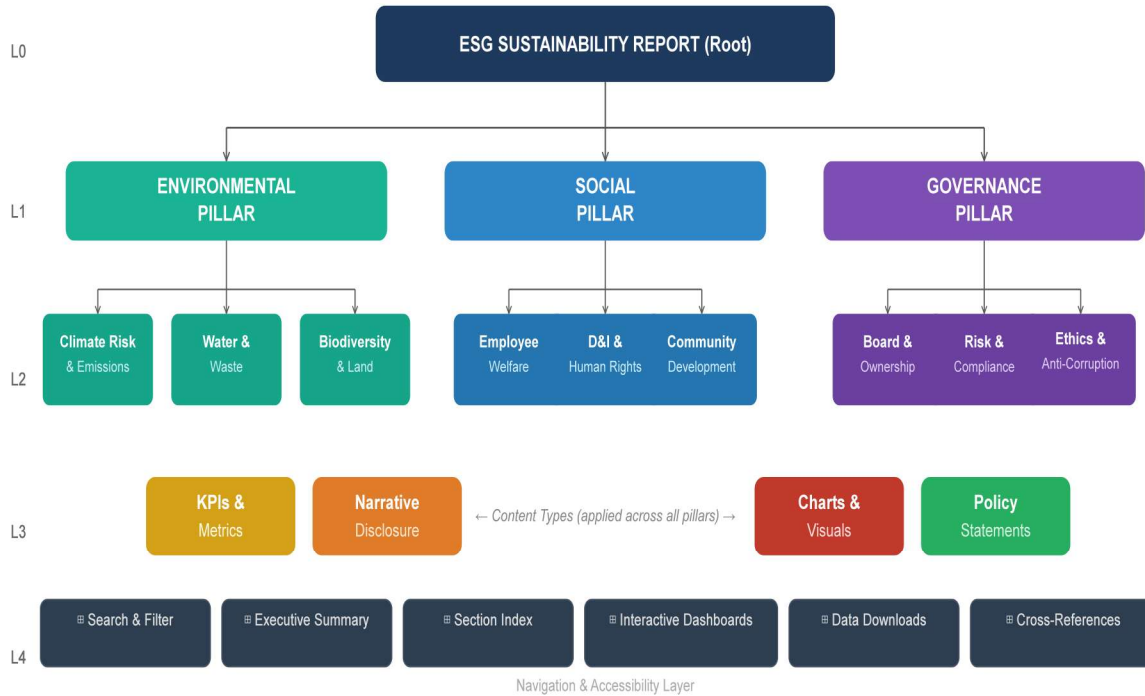 L0
ESG SUSTAINABILITY REPORT (Root)
L1
ENVIRONMENTAL
PILLAR
SOCIAL
PILLAR
GOVERNANCE
PILLAR
L2
Climate Risk
& Emissions
Water &
Waste
Biodiversity
& Land
Employee
Welfare
D&I &
Human Rights
Community
Development
Board &
Ownership
Risk &
Compliance
Ethics &
Anti-Corruption
L3
KPIs &
Metrics
Narrative
Disclosure
← Content Types (applied across all pillars) →
Charts &
Visuals
Policy
Statements
L4
⊞ Search & Filter
⊞ Executive Summary
⊞ Section Index
⊞ Interactive Dashboards
⊞ Data Downloads
⊞ Cross-References
Navigation & Accessibility Layer